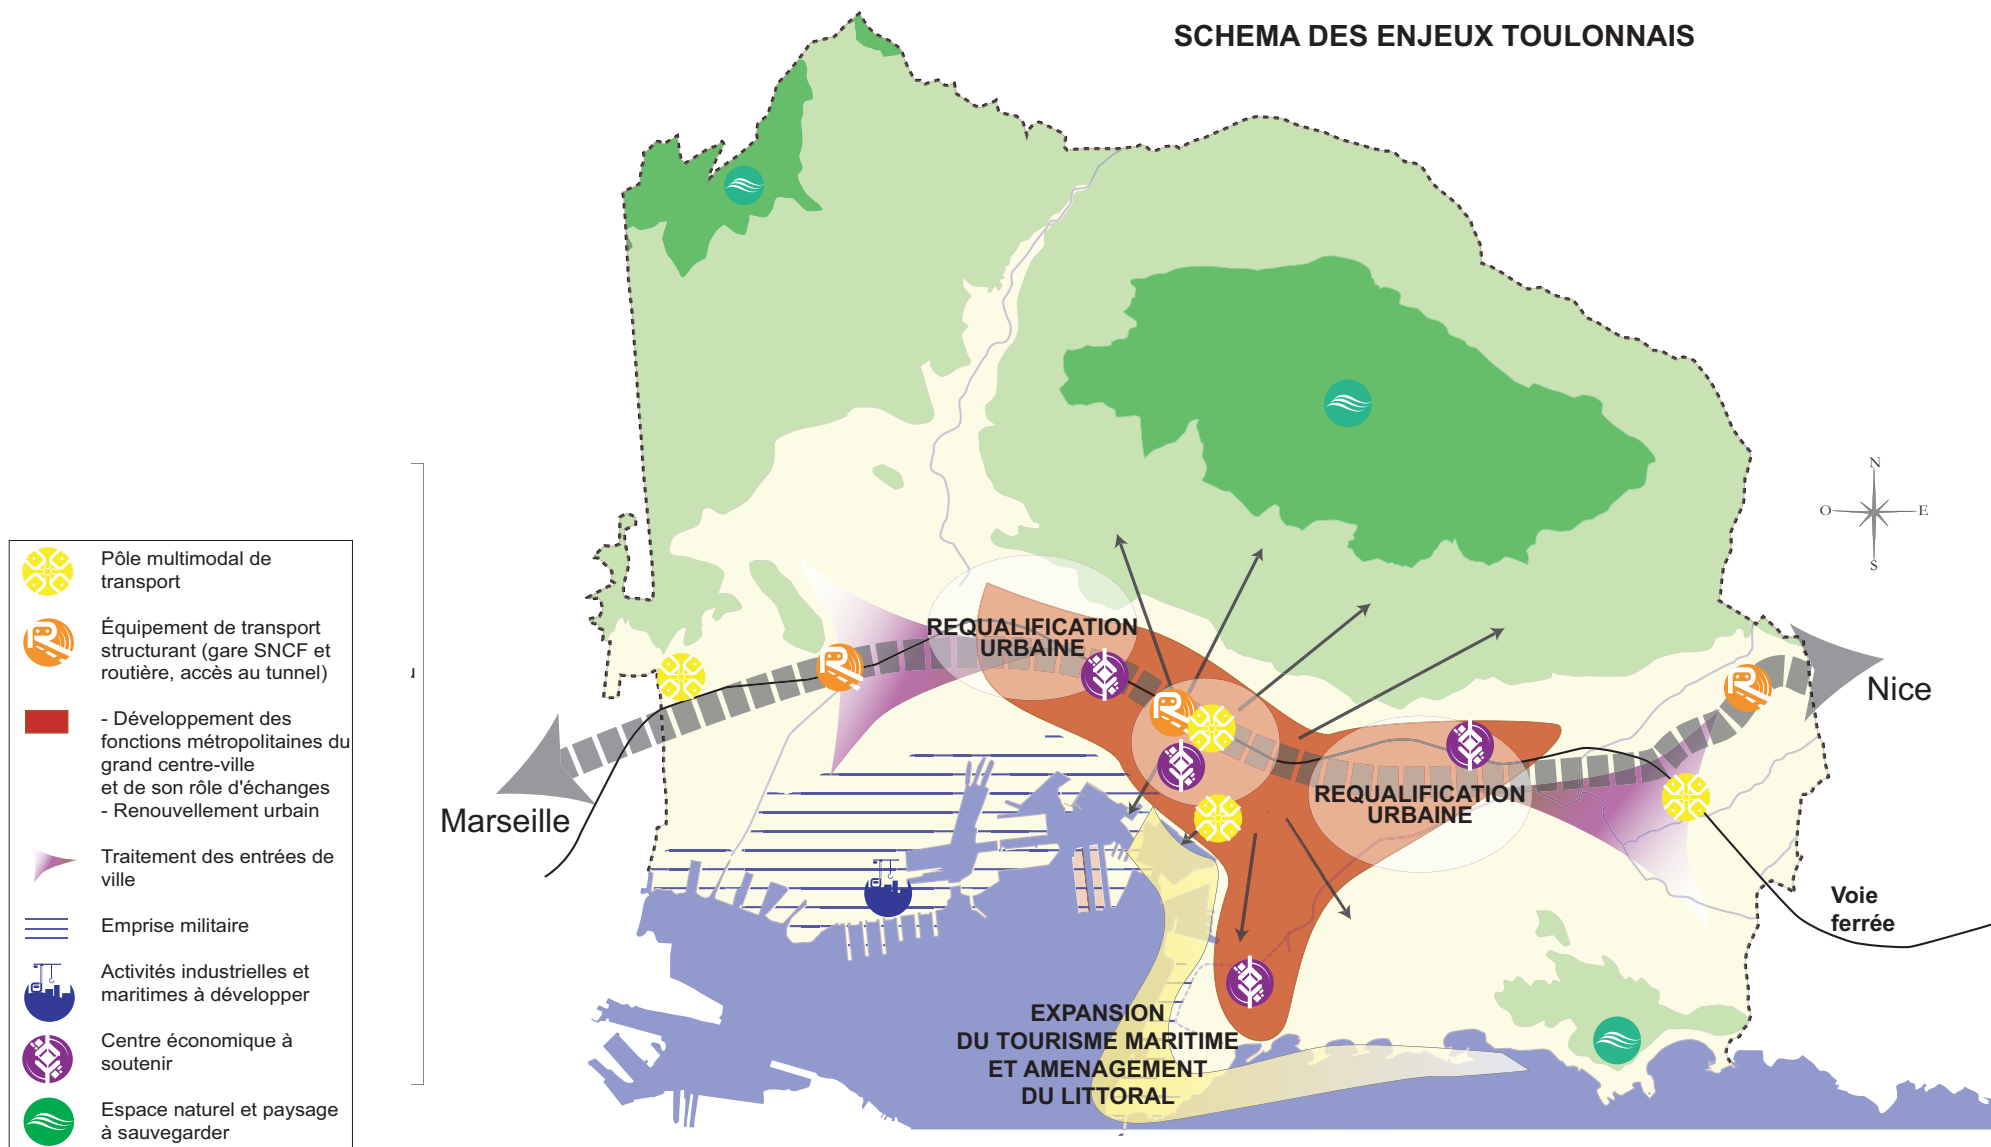 SCHEMA DES ENJEUX TOULONNAIS
N
O
E
S
REQUALIFICATION
URBAINE
Nice
Marseille
REQUALIFICATION
URBAINE
Voie
ferrée
EXPANSION
DU TOURISME MARITIME
ET AMENAGEMENT
DU LITTORAL
Pôle multimodal de
transport
Équipement de transport
structurant (gare SNCF et
routière, accès au tunnel)
- Développement des
fonctions métropolitaines du
grand centre-ville
et de son rôle d'échanges
- Renouvellement urbain
Traitement des entrées de
ville
Emprise militaire
Activités industrielles et
maritimes à développer
Centre économique à
soutenir
Espace naturel et paysage
à sauvegarder